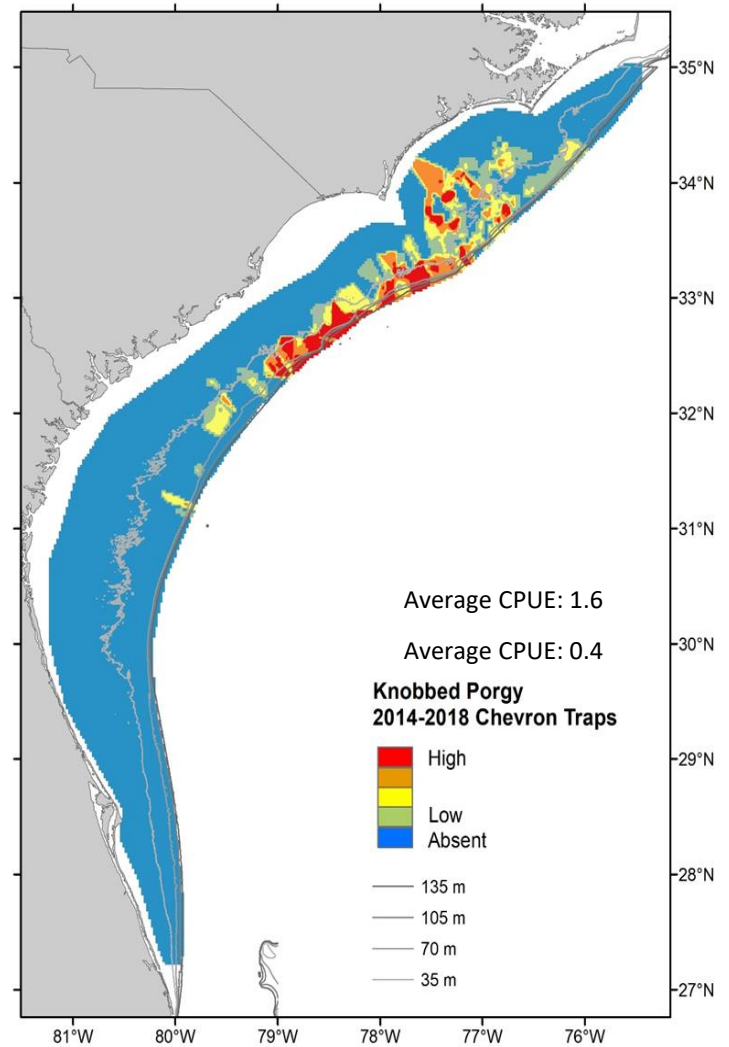 35°N
34°N
33°N
32°N
31°N
Average CPUE: 1.6
30°N
Average CPUE: 0.4
Knobbed Porgy
2014-2018 Chevron Traps
High
29°N
Low
Absent
28°N
135 m
105 m
70 m
35 m
27°N
81°W 80°W 79°W 78°W 77°W 76°W